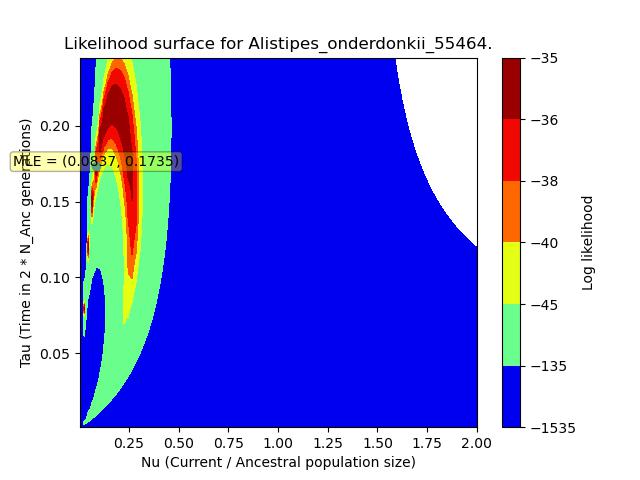 Likelihood surface for Alistipes_onderdonkii_55464.
0.20
0.15
0.10
0.05
MLE = (0.0837, 0.1735)
Tau (Time in 2 * N_Anc generations)
0.25 0.50 0.75 1.00 1.25 1.50 1.75 2.00
Nu (Current / Ancestral population size)
−35
−36
−38
−40
−45
−135
−1535
Log likelihood